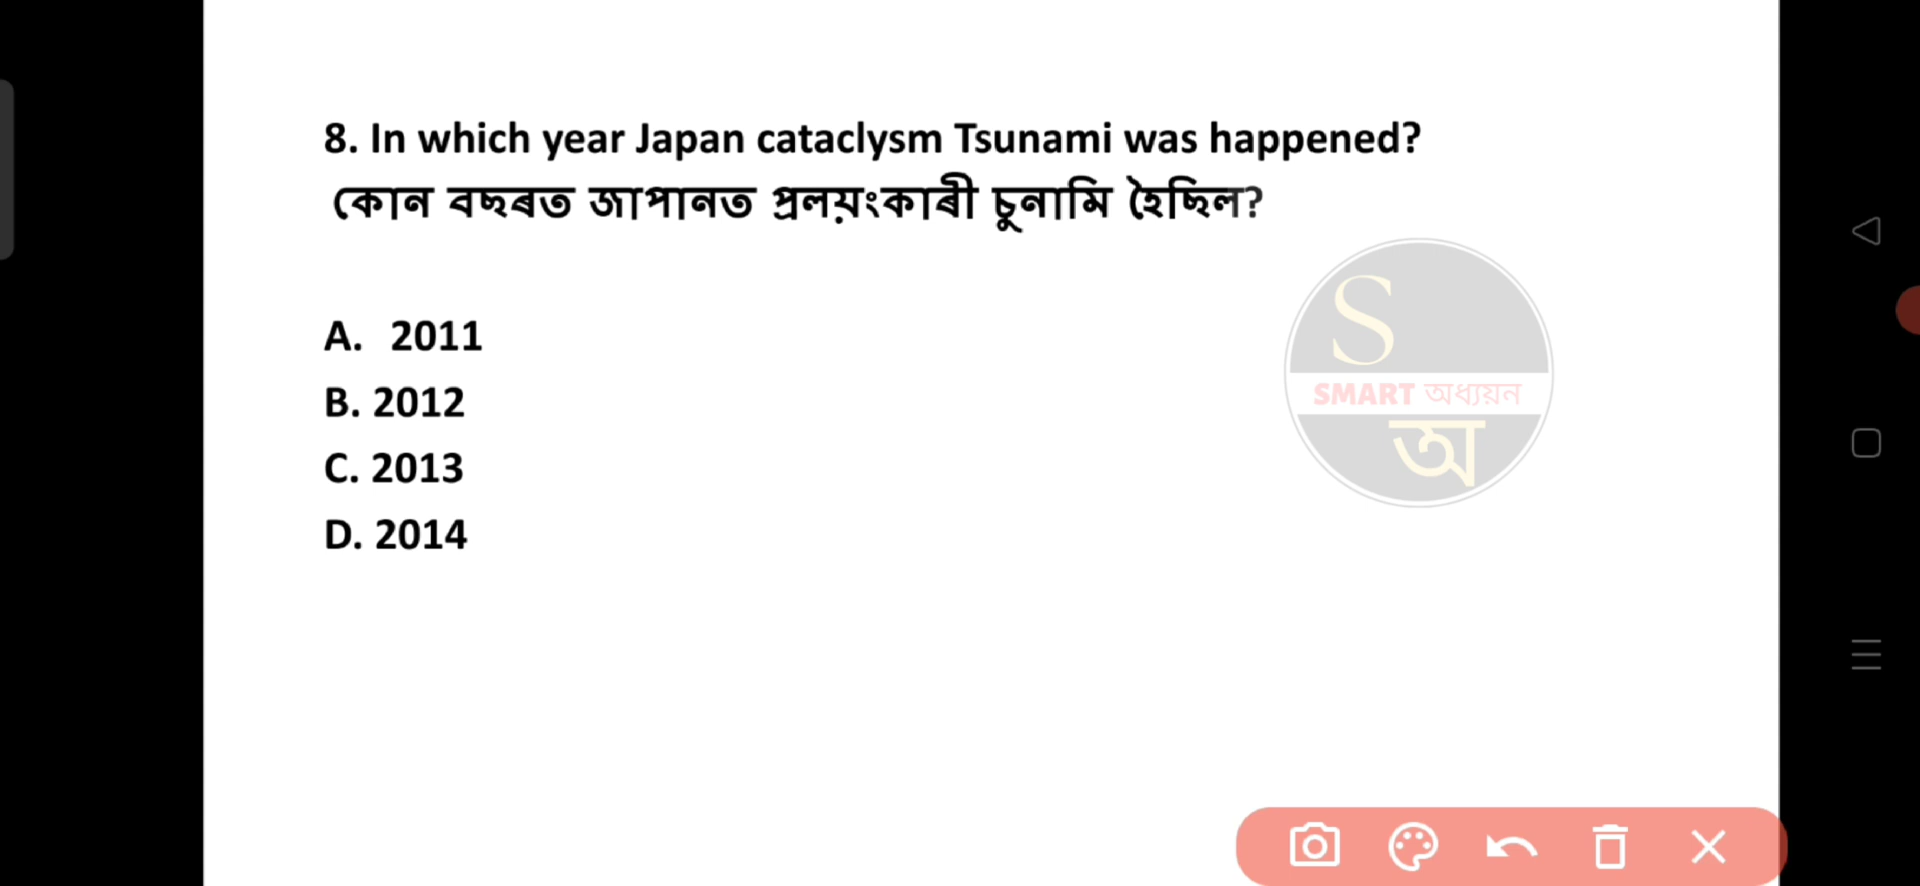 8. In which year Japan cataclysm Tsunami was happened?
কোন বছৰত জাপানত প্ৰলয়ংকাৰী চুনামি হৈছিল?
A. 2011
B. 2012
C. 2013
D. 2014
S
SMART অধ্যয়ন
অ